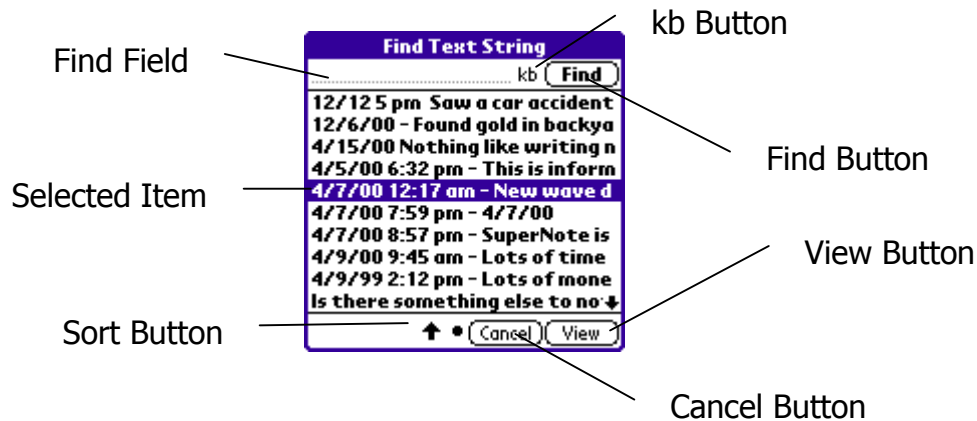 kb Button
Find Text String
Find Field
kb Find
12/12 5 pm Saw a car accident
12/6/00 - Found gold in backya
4/15/00 Nothing like writing n
4/5/00 6:32 pm - This is inform
Find Button
Selected Item
4/7/00 12:17 am - New wave d
4/7/00 7:59 pm - 4/7/00
4/7/00 8:57 pm - SuperNote is
View Button
4/9/00 9:45 am - Lots of time
4/9/99 2:12 pm - Lots of mone
Is there something else to no
Sort Button
Cancel View
Cancel Button